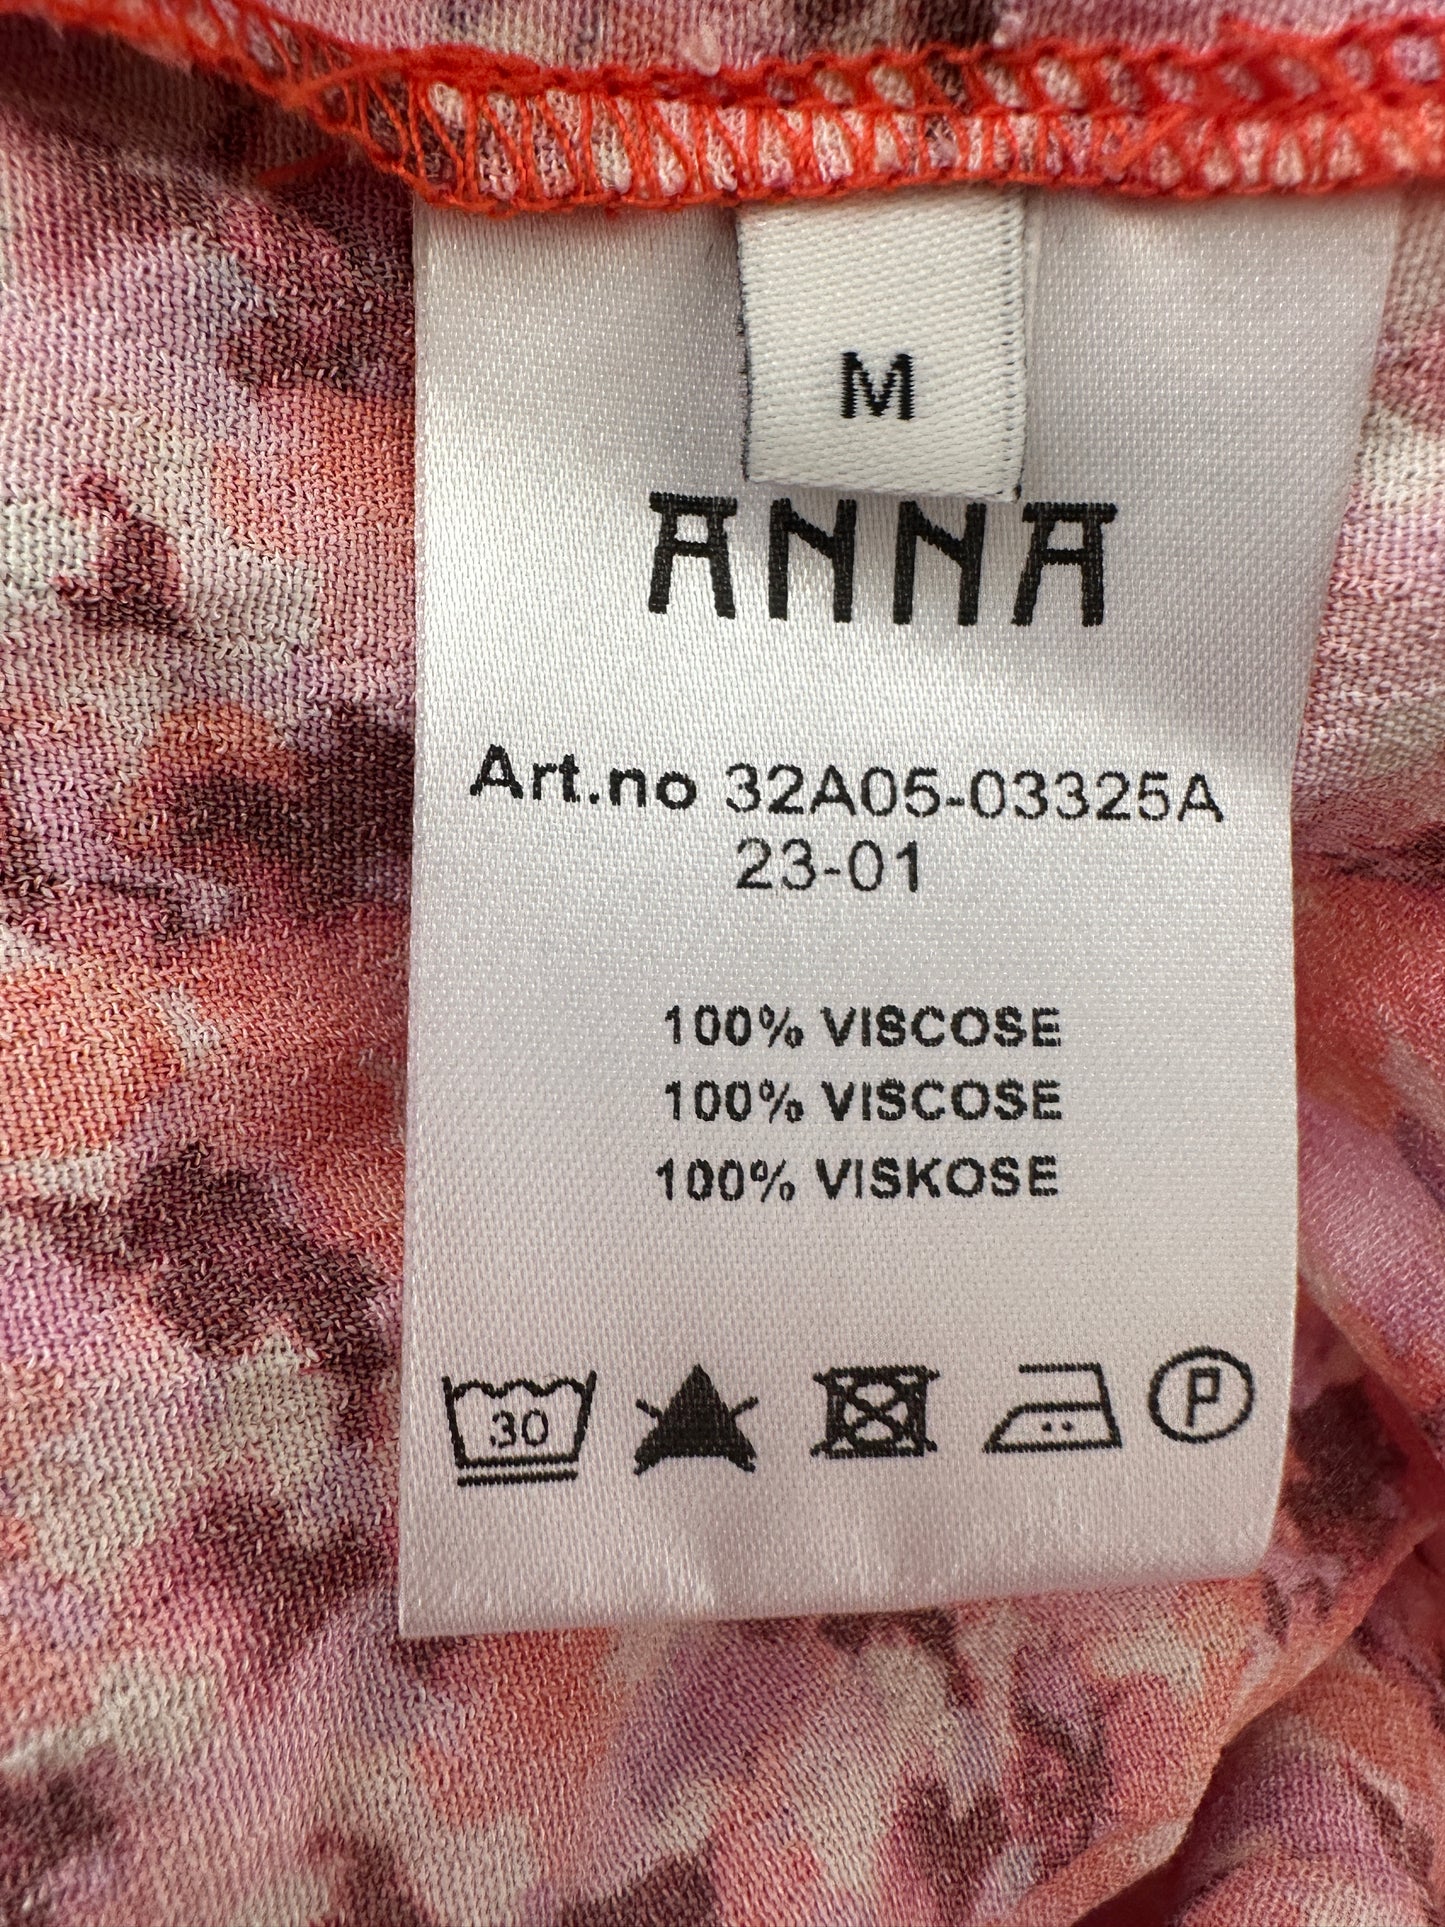 M
ANNA
Art.no 32A05-03325A
23-01
100% VISCOSE
100% VISCOSE
100% VISKOSE
30
P